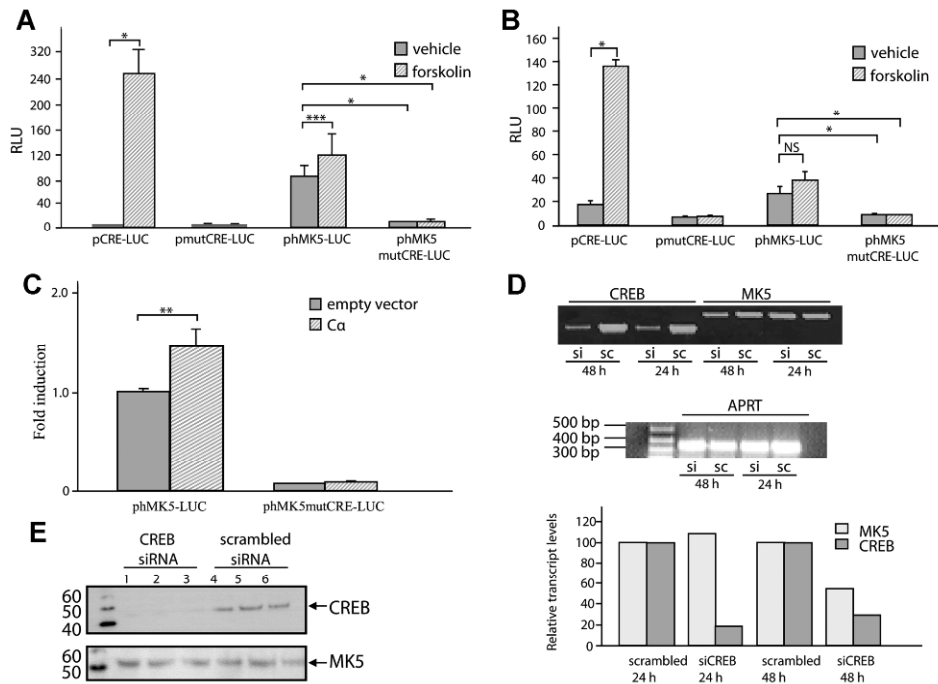 A
*
320
240
200
160
120
80
40
0
RLU
vehicle
forskolin
*
*
***
pCRE-LUC
pmutCRE-LUC
phMK5-LUC
phMK5
mutCRE-LUC
B
*
160
140
120
100
80
60
40
20
0
RLU
vehicle
forskolin
*
*
NS
pCRE-LUC
pmutCRE-LUC
phMK5-LUC
phMK5
mutCRE-LUC
C
2.0
1.0
0
Fold induction
**
empty vector
Cα
phMK5-LUC
phMK5mutCRE-LUC
D
CREB
MK5
si sc si sc si sc si sc
48 h 24 h 48 h 24 h
APRT
500 bp
400 bp
300 bp
si sc si sc
48 h 24 h
Relative transcript levels
100
80
60
40
20
0
MK5
CREB
scrambled siCREB scrambled siCREB
24 h 24 h 48 h 48 h
E
CREB scrambled
siRNA siRNA
1 2 3 4 5 6
60
50
40
CREB
60
50
MK5